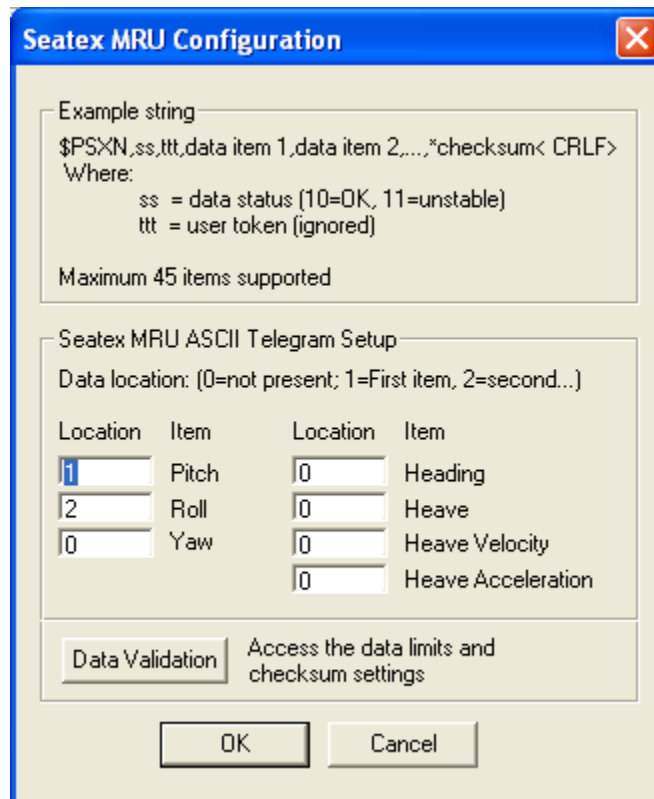 Seatex MRU Configuration
Example string
$PSXN,ss,ttt,data item 1,data item 2,...,*checksum< CRLF>
Where:
ss = data status (10=OK, 11=unstable)
ttt = user token (ignored)
Maximum 45 items supported
Seatex MRU ASCII Telegram Setup
Data location: (0=not present; 1=First item, 2=second...)
Location Item Location Item
1 Pitch 0 Heading
2 Roll 0 Heave
0 Yaw 0 Heave Velocity
0 Heave Acceleration
Data Validation Access the data limits and
checksum settings
OK Cancel